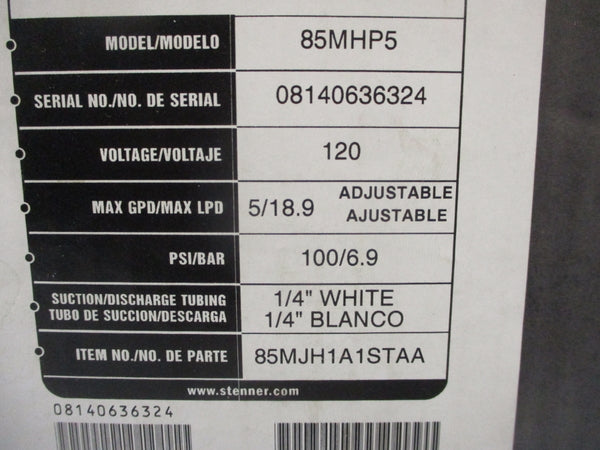 MODEL/MODELO 85MHP5
SERIAL NO./NO. DE SERIAL 08140636324
VOLTAGE/VOLTAJE 120
MAX GPD/MAX LPD 5/18.9 ADJUSTABLE
AJUSTABLE
PSI/BAR 100/6.9
SUCTION/DISCHARGE TUBING 1/4" WHITE
TUBO DE SUCCION/DESCARGA 1/4" BLANCO
ITEM NO./NO. DE PARTE 85MJH1A1STAA
www.stenner.com
08140636324